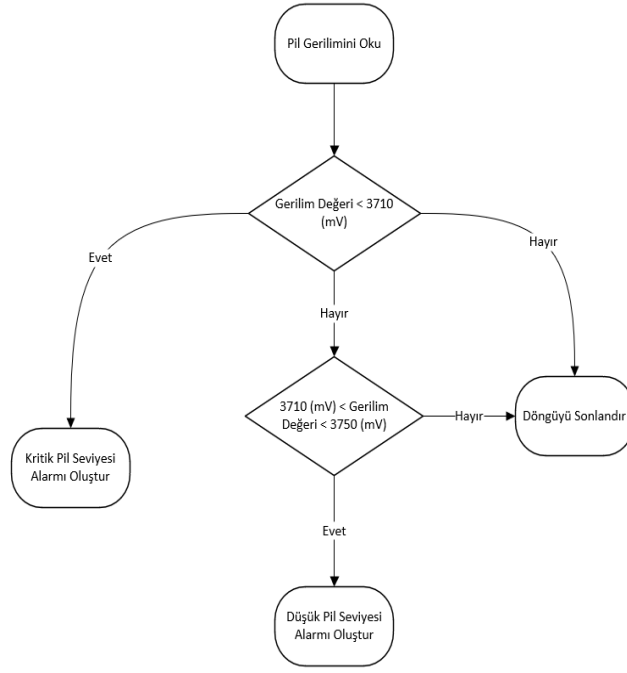 Pil Gerilimini Oku
Gerilim Değeri < 3710
(mV)
Evet
Hayır
Hayır
3710 (mV) < Gerilim
Değeri < 3750 (mV)
Hayır
Döngüyü Sonlandır
Kritik Pil Seviyesi
Alarmı Oluştur
Evet
Düşük Pil Seviyesi
Alarmı Oluştur